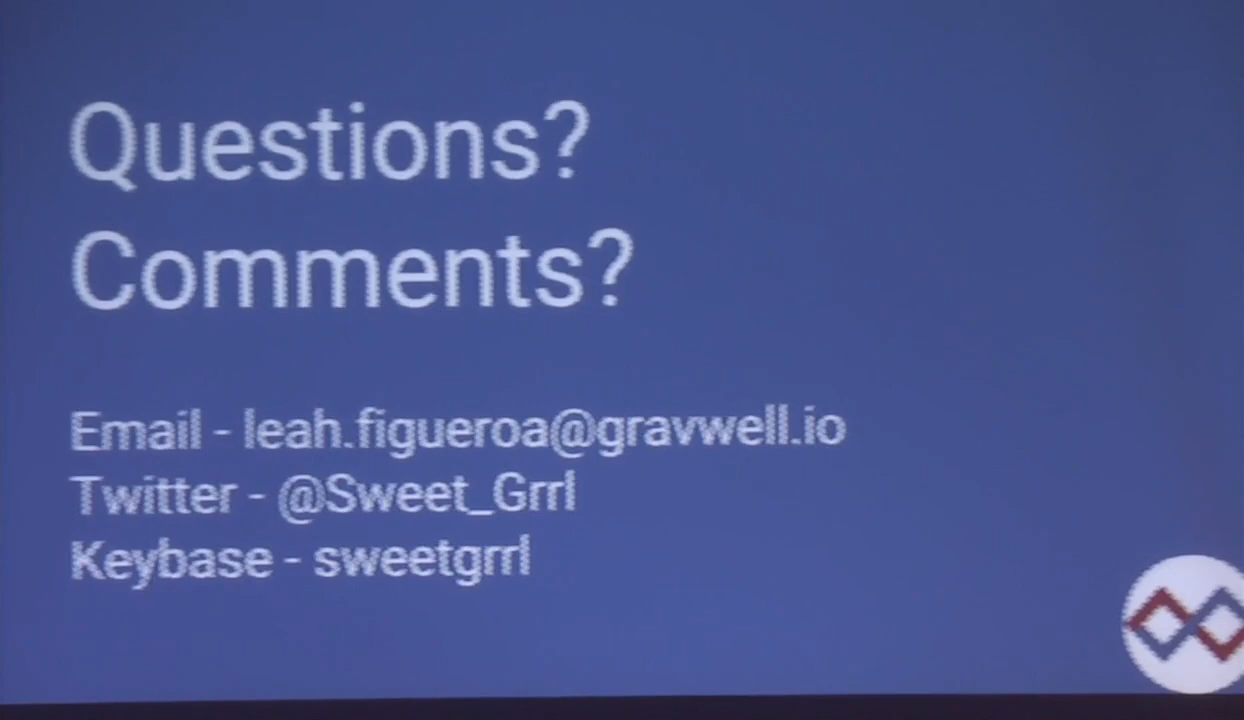 Questions?
Comments?
Email - leah.figueroa@gravwell.io
Twitter - @Sweet_Grrl
Keybase - sweetgrrl